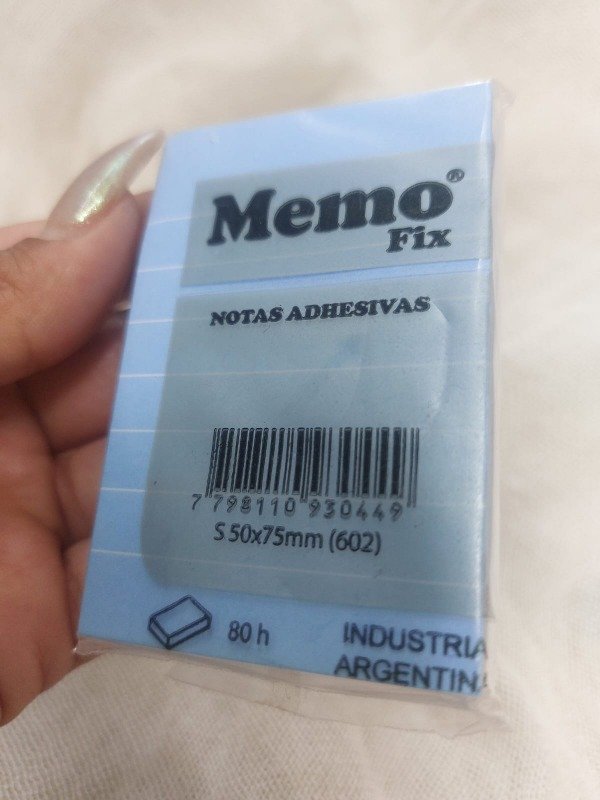 Memo®
Fix
NOTAS ADHESIVAS
7 798110 930449
S 50x75mm (602)
80 h
INDUSTRIA
ARGENTINA